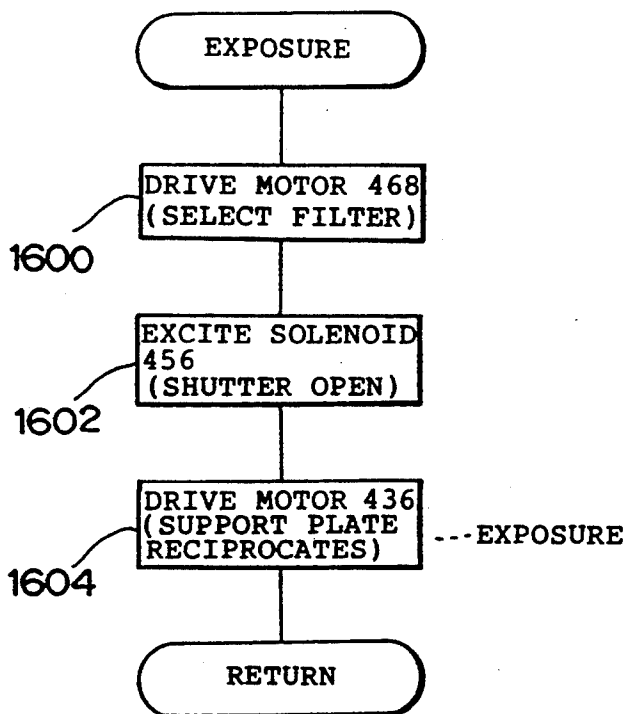 EXPOSURE
DRIVE MOTOR 468
(SELECT FILTER)
1600
EXCITE SOLENOID
456
(SHUTTER OPEN)
1602
DRIVE MOTOR 436
(SUPPORT PLATE
RECIPROCATES)
---EXPOSURE
1604
RETURN